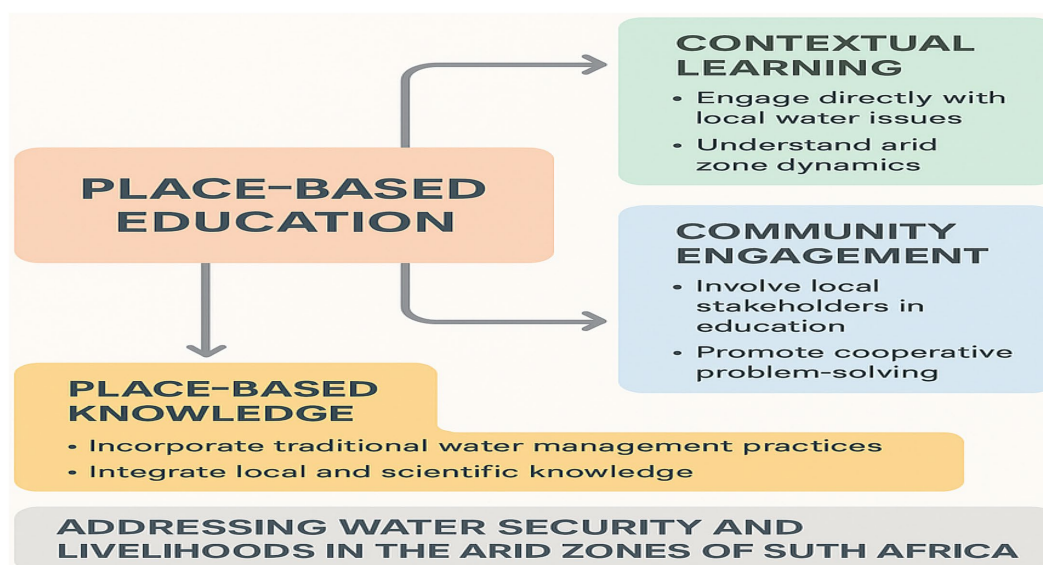 PLACE-BASED
EDUCATION
CONTEXTUAL
LEARNING
• Engage directly with
local water issues
• Understand arid
zone dynamics
COMMUNITY
ENGAGEMENT
• Involve local
stakeholders in
education
• Promote cooperative
problem-solving
PLACE-BASED
KNOWLEDGE
• Incorporate traditional water management practices
• Integrate local and scientific knowledge
ADDRESSING WATER SECURITY AND
LIVELIHOODS IN THE ARID ZONES OF SUTH AFRICA